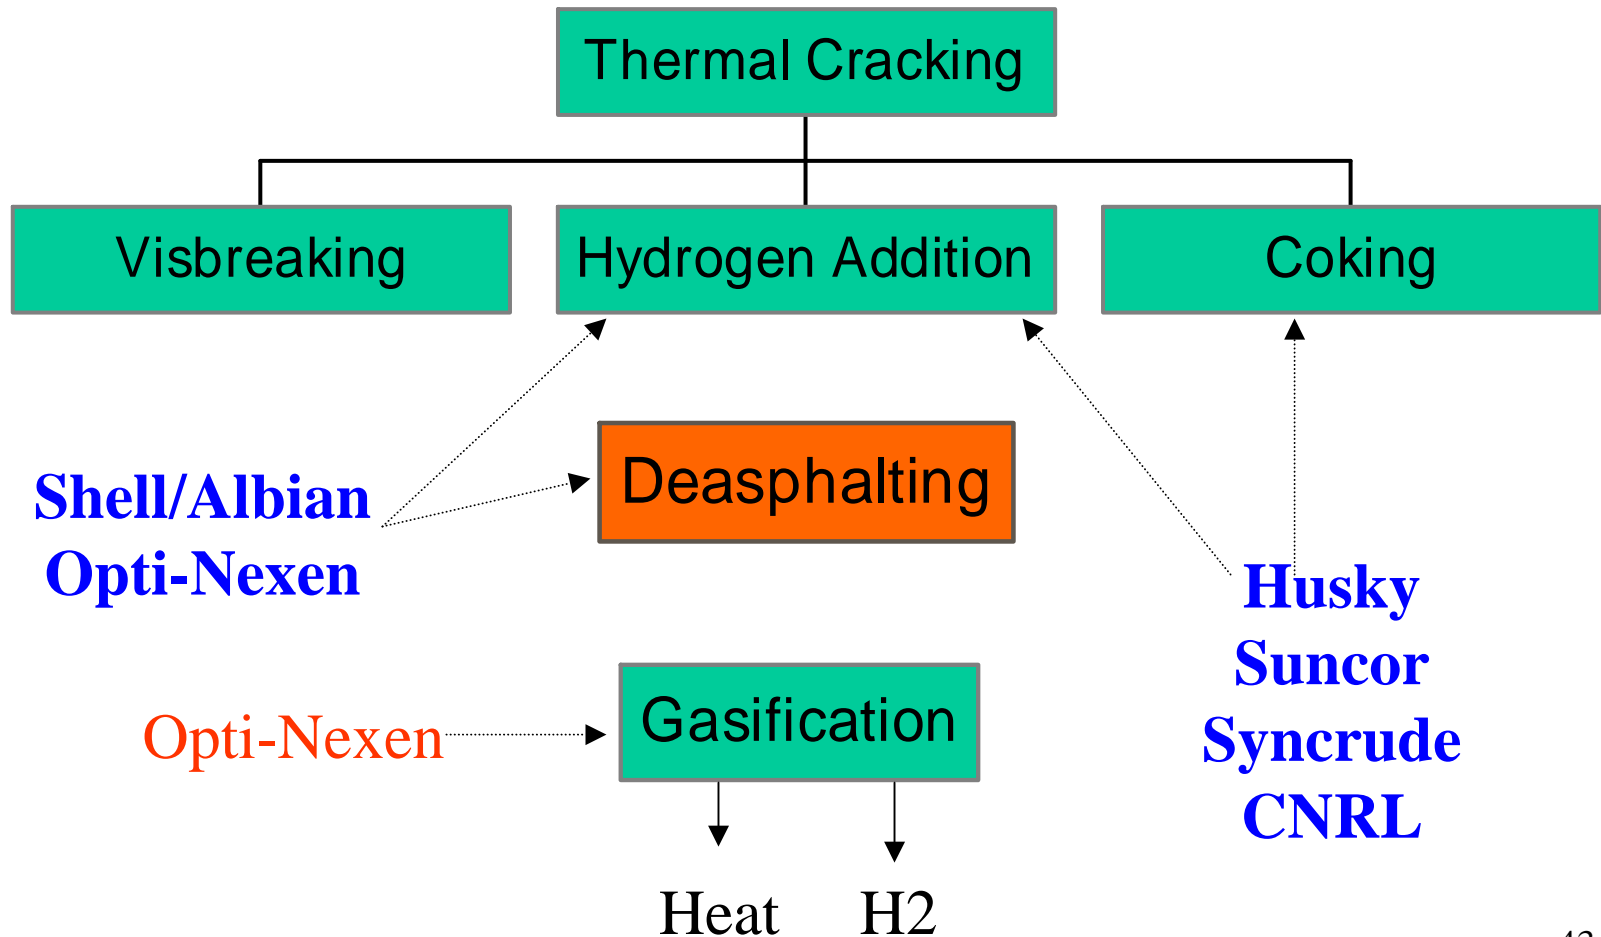 Thermal Cracking
Visbreaking
Hydrogen Addition
Coking
Deasphalting
Shell/Albian
Opti-Nexen
Husky
Suncor
Syncrude
CNRL
Opti-Nexen
Gasification
Heat
H2